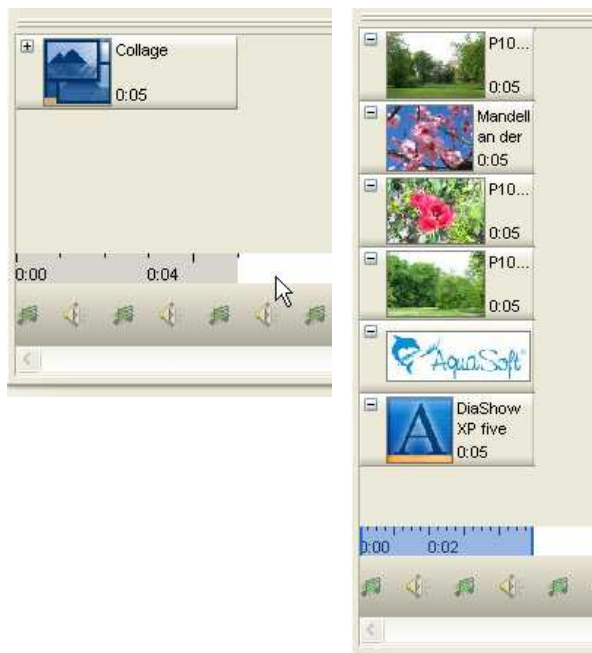 Collage
0:05
0:00 0:04
P10...
0:05
Mandell
an der
0:05
P10...
0:05
P10...
0:05
AquaSoft®
DiaShow
XP five
0:05
0:00 0:02